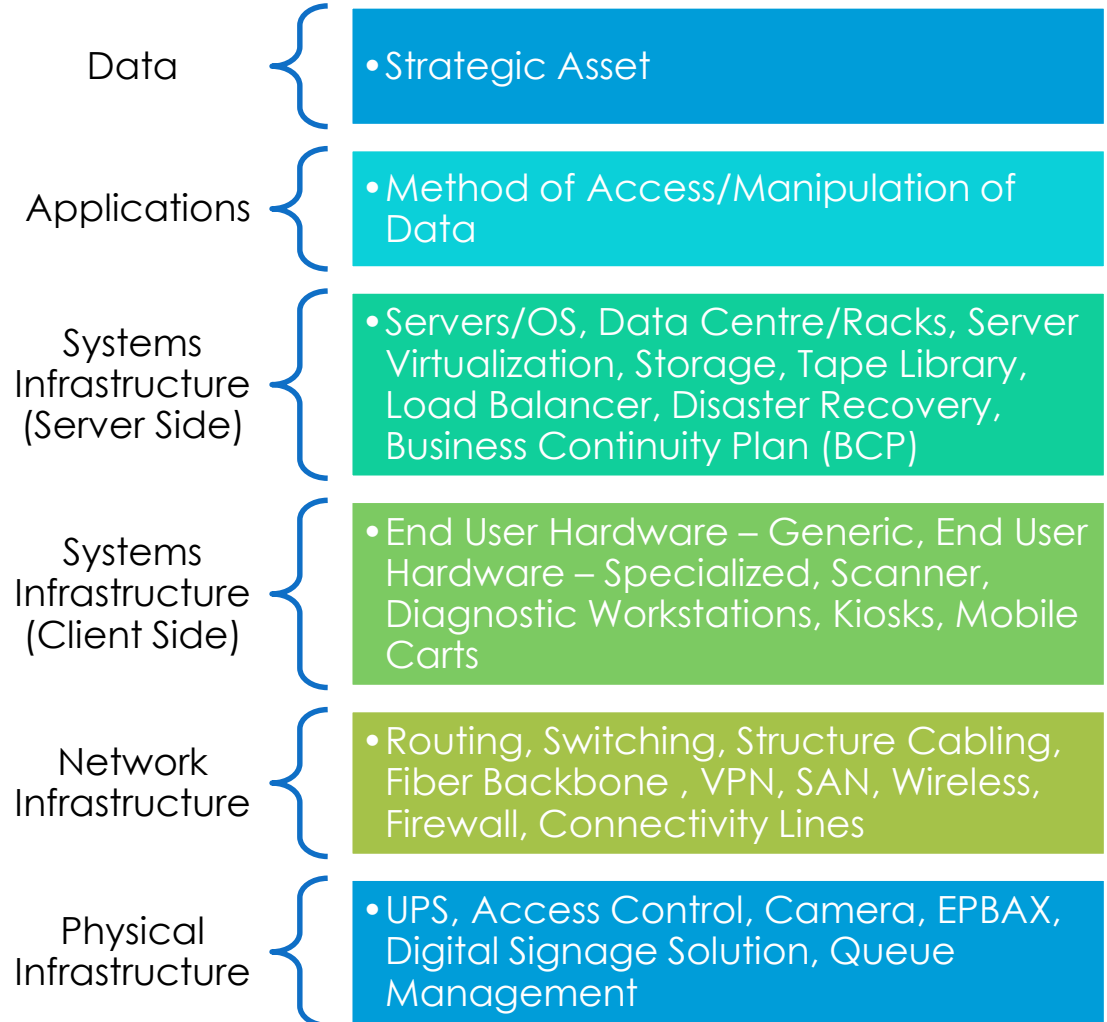 Data
•Strategic Asset
Applications
•Method of Access/Manipulation of
Data
Systems
Infrastructure
(Server Side)
•Servers/OS, Data Centre/Racks, Server
Virtualization, Storage, Tape Library,
Load Balancer, Disaster Recovery,
Business Continuity Plan (BCP)
Systems
Infrastructure
(Client Side)
•End User Hardware – Generic, End User
Hardware – Specialized, Scanner,
Diagnostic Workstations, Kiosks, Mobile
Carts
Network
Infrastructure
•Routing, Switching, Structure Cabling,
Fiber Backbone , VPN, SAN, Wireless,
Firewall, Connectivity Lines
Physical
Infrastructure
•UPS, Access Control, Camera, EPBAX,
Digital Signage Solution, Queue
Management